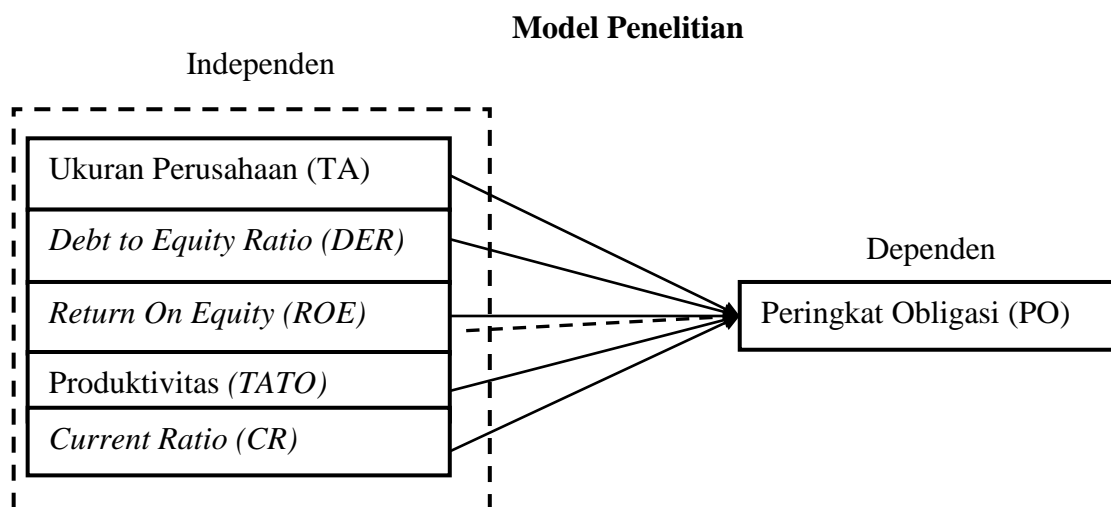 Model Penelitian
Independen
Ukuran Perusahaan (TA)
Debt to Equity Ratio (DER)
Return On Equity (ROE)
Produktivitas (TATO)
Current Ratio (CR)
Dependen
Peringkat Obligasi (PO)